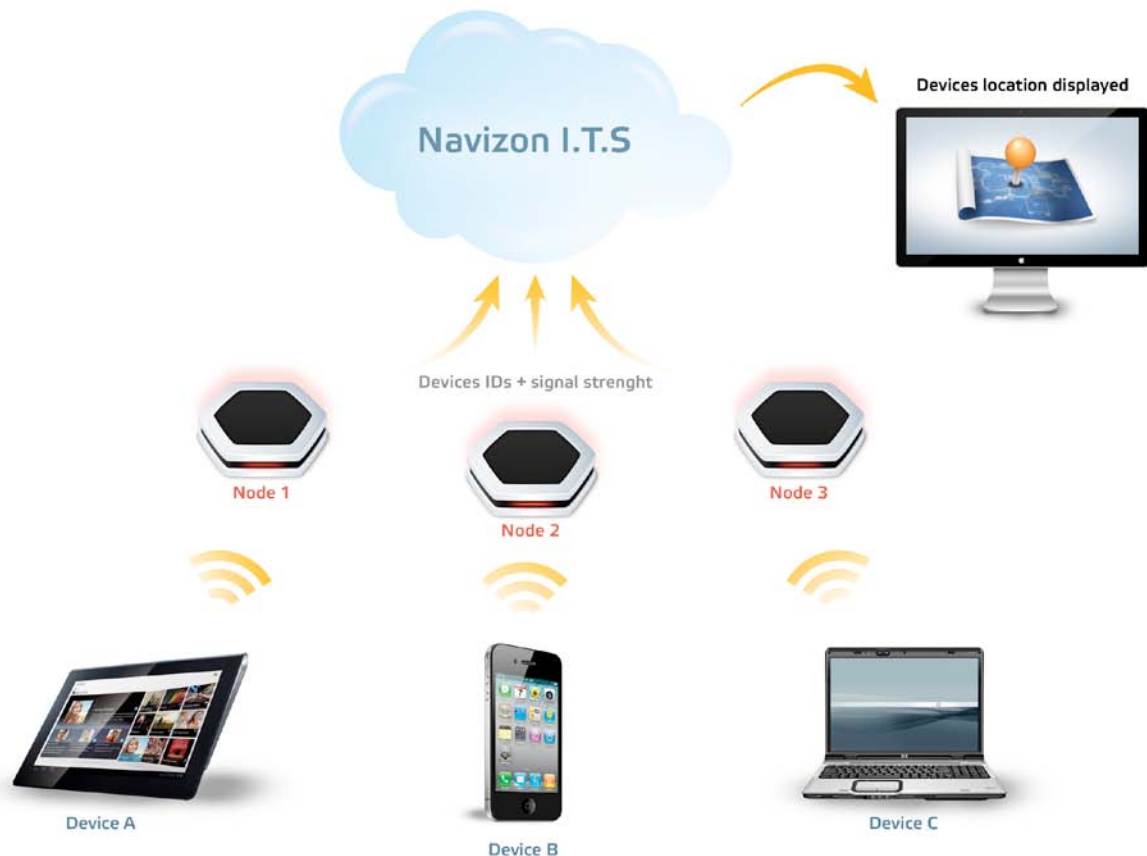 Navizon I.T.S
Devices location displayed
Devices IDs + signal strenght
Node 1
Node 2
Node 3
Device A
Device B
Device C